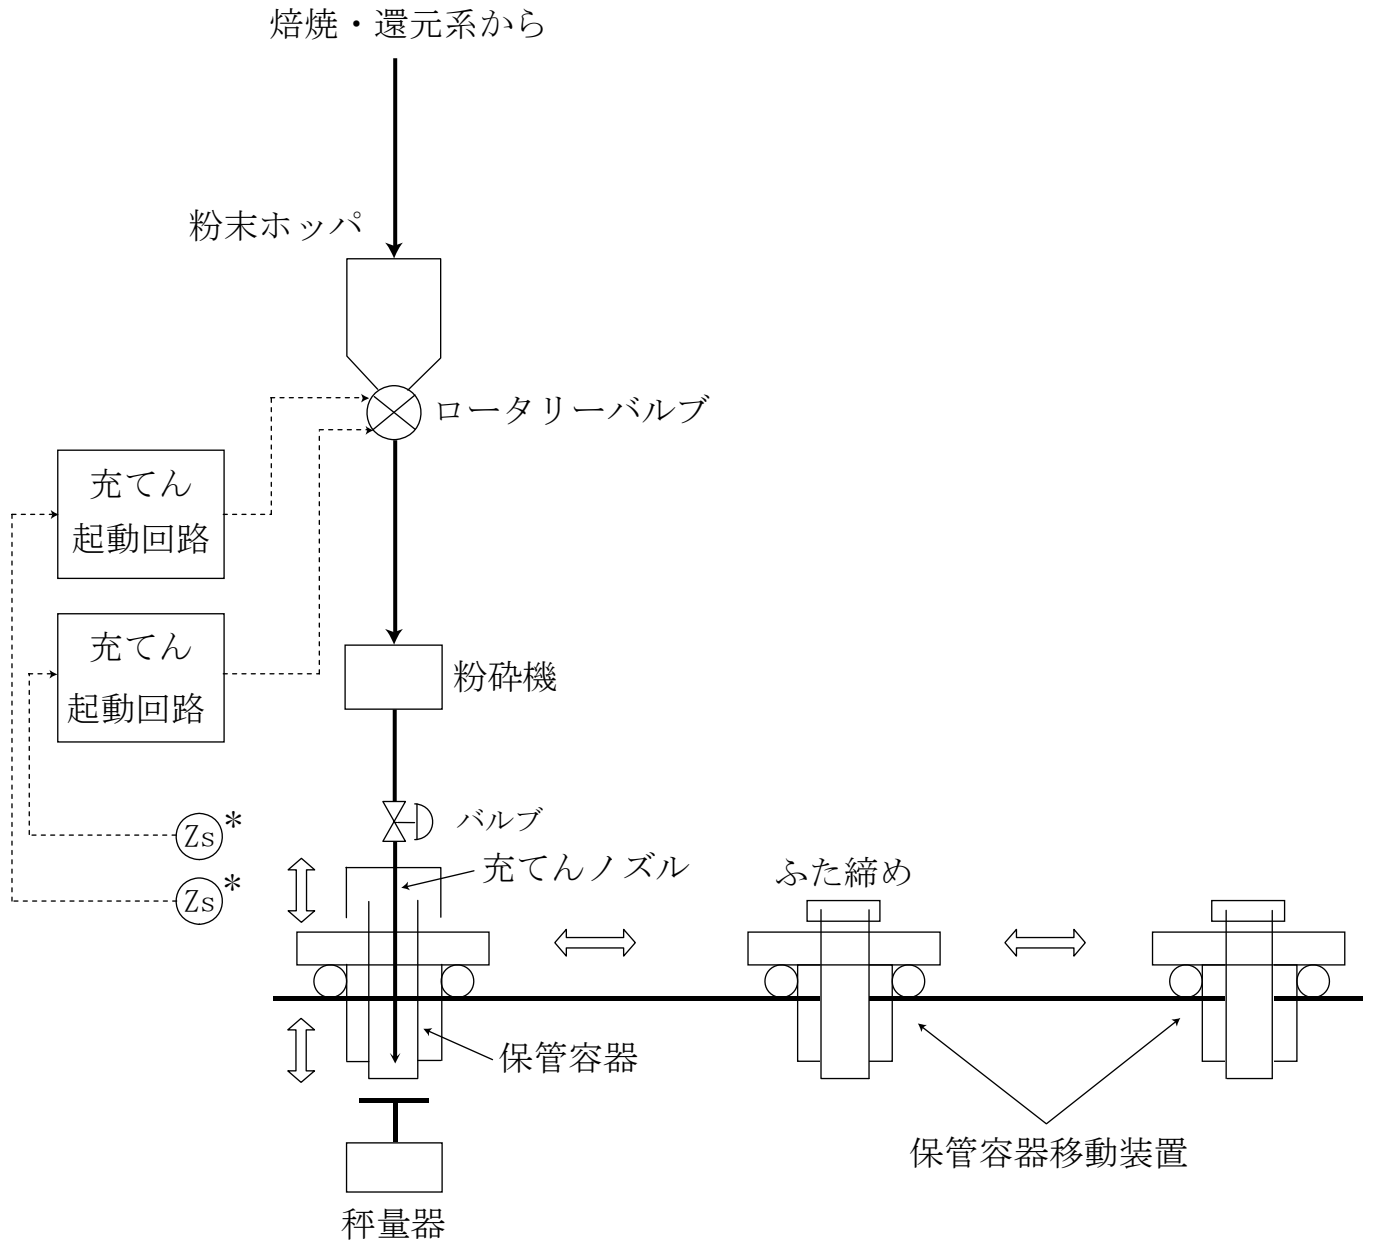 焙焼・還元系から
粉末ホッパ
ロータリーバルブ
充てん
起動回路
充てん
起動回路
粉砕機
Zs*
バルブ
充てんノズル
ふた締め
Zs*
保管容器
保管容器移動装置
秤量器